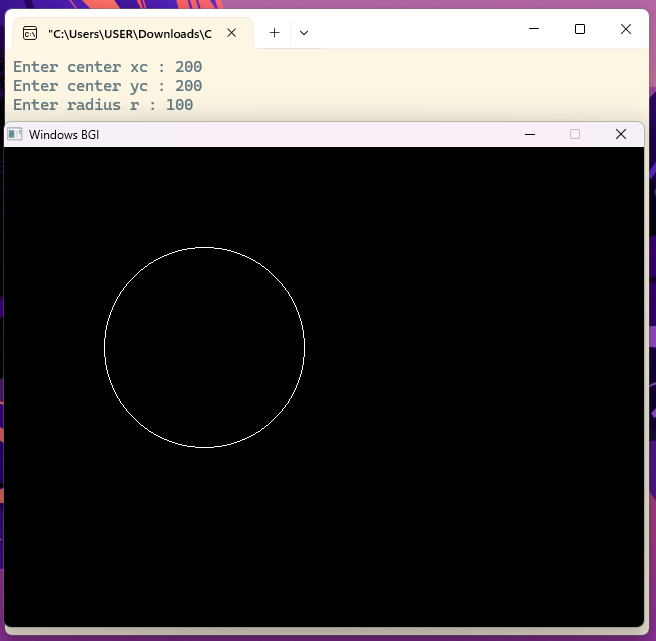 "C:\Users\USER\Downloads\C
Enter center xc : 200
Enter center yc : 200
Enter radius r : 100
Windows BGI